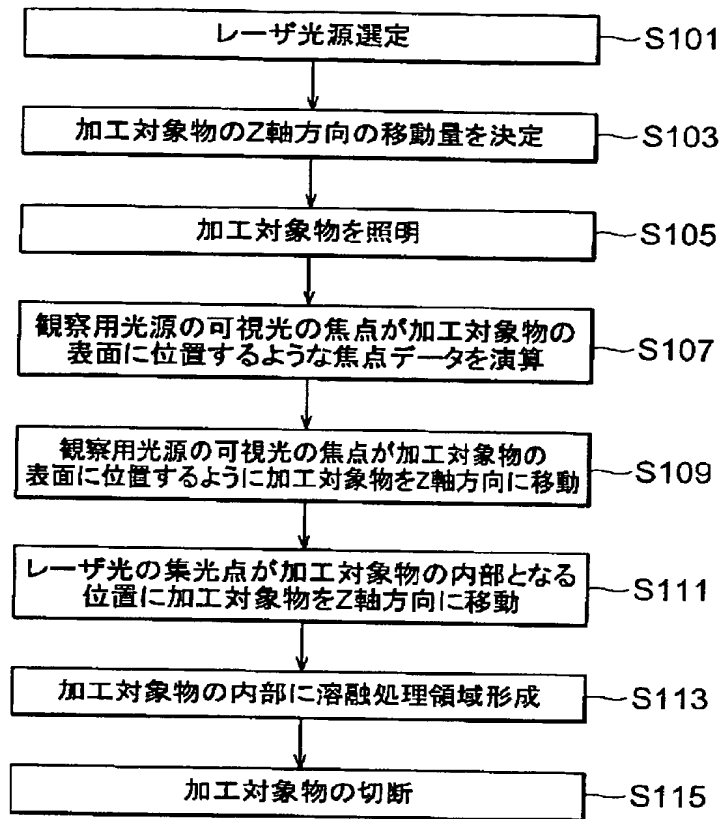 レーザ光源選定
S101
加工対象物のZ軸方向の移動量を決定
S103
加工対象物を照明
S105
観察用光源の可視光の焦点が加工対象物の
表面に位置するような焦点データを演算
S107
観察用光源の可視光の焦点が加工対象物の
表面に位置するように加工対象物をZ軸方向に移動
S109
レーザ光の集光点が加工対象物の内部となる
位置に加工対象物をZ軸方向に移動
S111
加工対象物の内部に溶融処理領域形成
S113
加工対象物の切断
S115